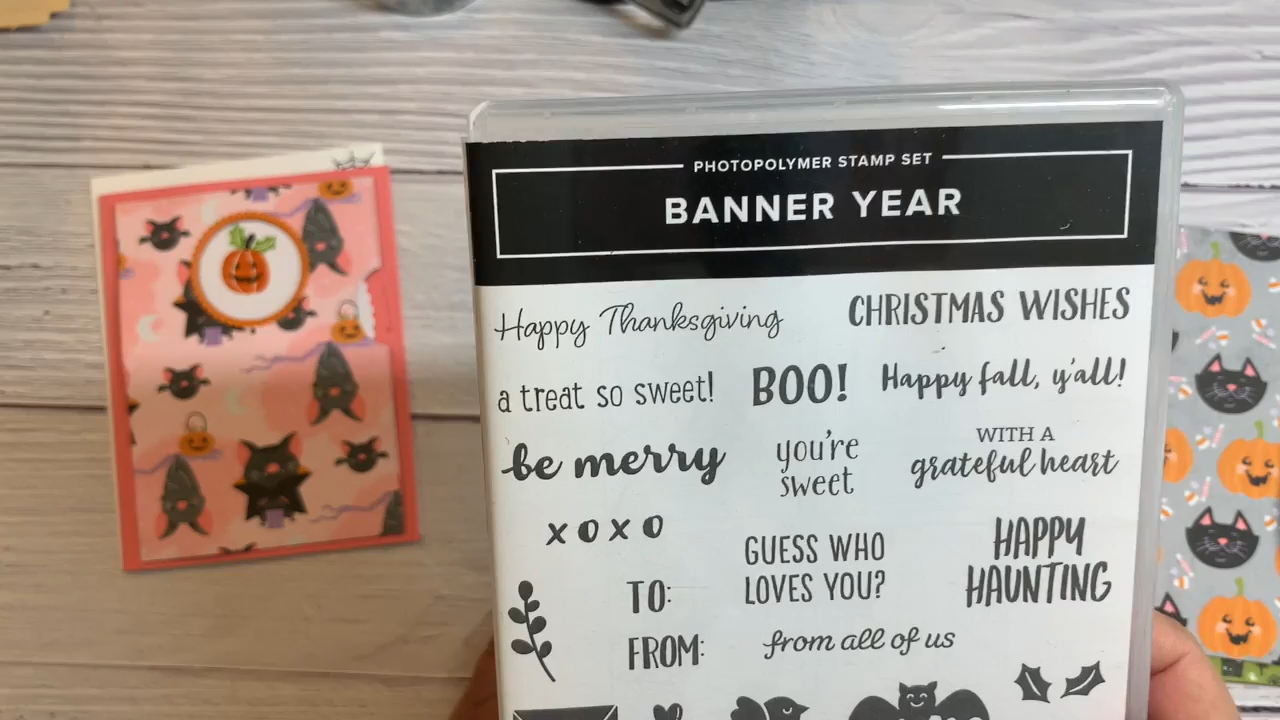 PHOTOPOLYMER STAMP SET
BANNER YEAR
Happy Thanksgiving
CHRISTMAS WISHES
a treat so sweet!
BOO!
Happy fall, y'all!
be merry
you're
sweet
WITH A
grateful heart
xoxo
GUESS WHO
LOVES YOU?
HAPPY
HAUNTING
TO:
FROM:
from all of us